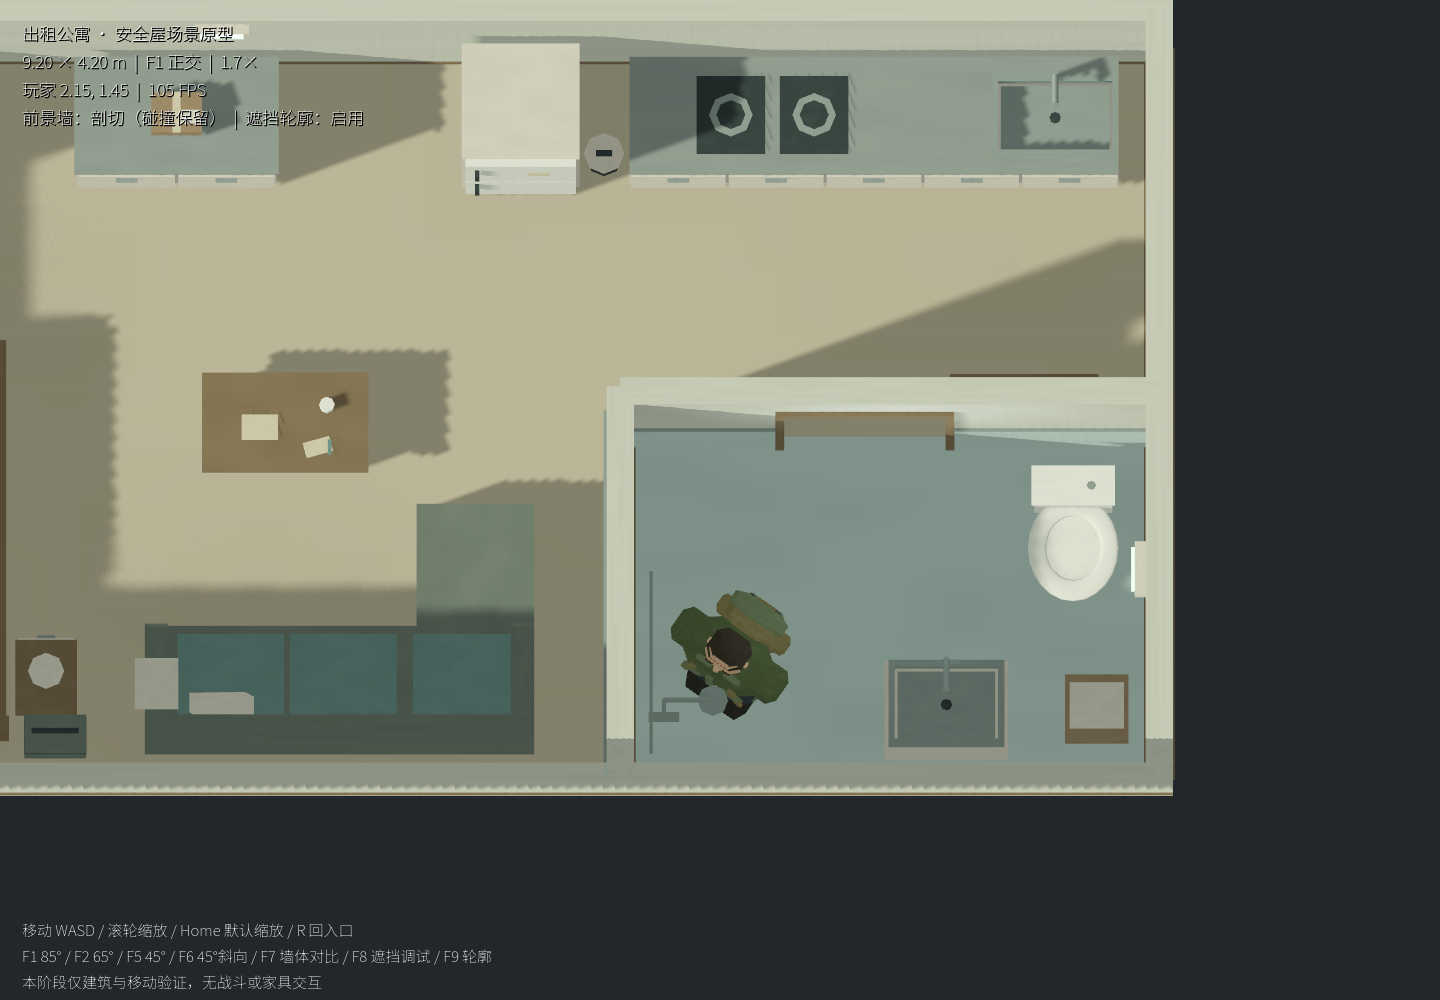 出租公寓 · 安全屋场景原型
9.20 × 4.20 m | F1 正交 | 1.7×
玩家 2.15, 1.45 | 105 FPS
前景墙: 剖切（碰撞保留） | 遮挡轮廓: 启用
移动 WASD / 滚轮缩放 / Home 默认缩放 / R 回入口
F1 85° / F2 65° / F5 45° / F6 45°斜向 / F7 墙体对比 / F8 遮挡调试 / F9 轮廓
本阶段仅建筑与移动验证，无战斗或家具交互